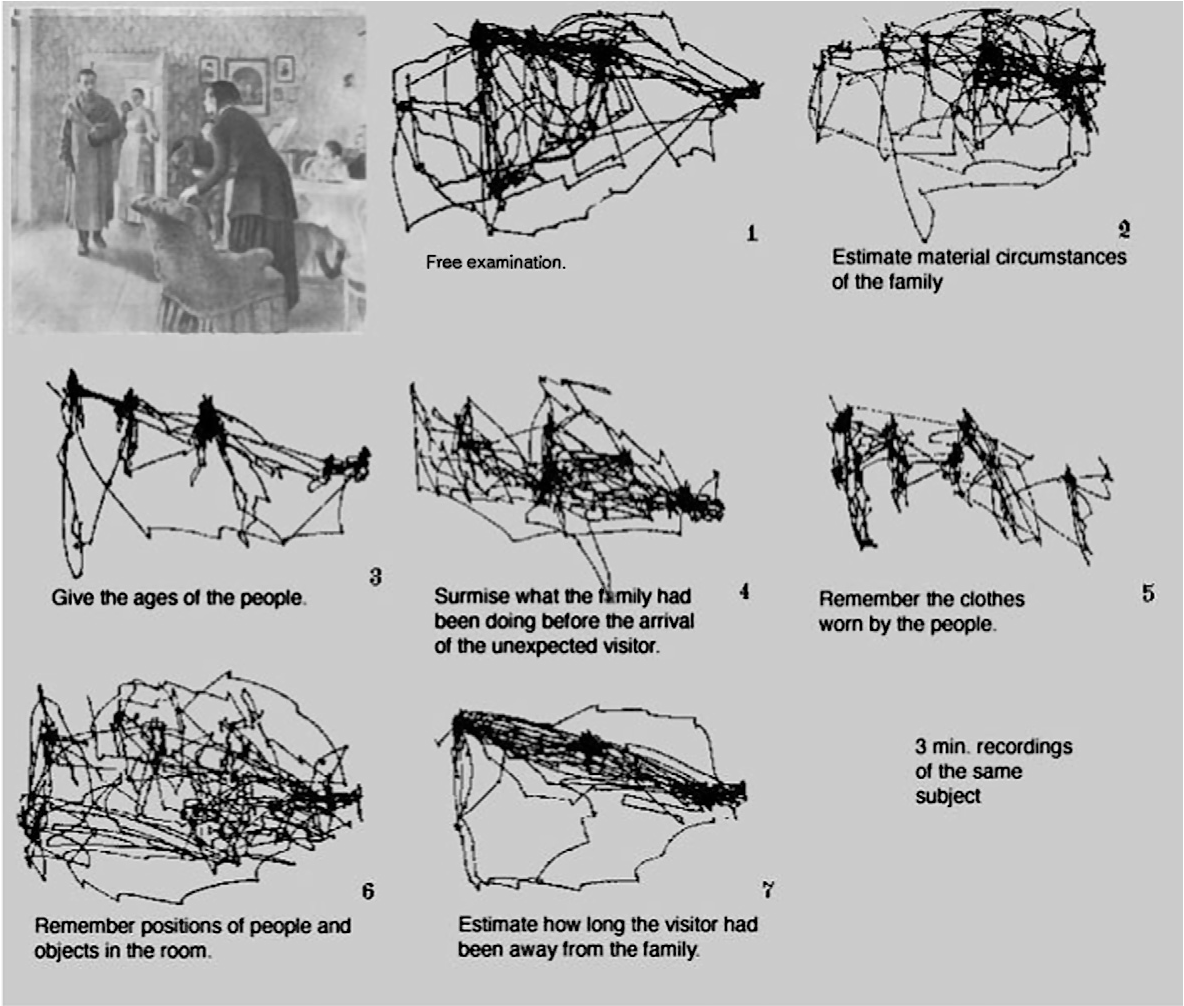 1
Free examination.
2
Estimate material circumstances
of the family
3
Give the ages of the people.
4
Surmise what the family had
been doing before the arrival
of the unexpected visitor.
5
Remember the clothes
worn by the people.
6
Remember positions of people and
objects in the room.
7
Estimate how long the visitor had
been away from the family.
3 min. recordings
of the same
subject